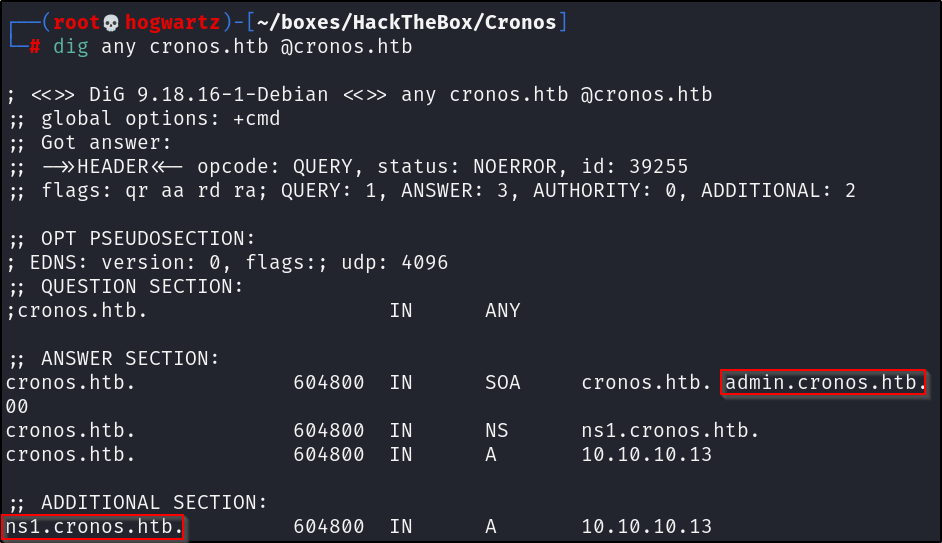 ┌──(root💀hogwartz)-[~/boxes/HackTheBox/Cronos]
└─# dig any cronos.htb @cronos.htb
; <<>> DiG 9.18.16-1-Debian <<>> any cronos.htb @cronos.htb
;; global options: +cmd
;; Got answer:
;; ->>HEADER<<- opcode: QUERY, status: NOERROR, id: 39255
;; flags: qr aa rd ra; QUERY: 1, ANSWER: 3, AUTHORITY: 0, ADDITIONAL: 2
;; OPT PSEUDOSECTION:
; EDNS: version: 0, flags:; udp: 4096
;; QUESTION SECTION:
;cronos.htb. IN ANY
;; ANSWER SECTION:
cronos.htb. 604800 IN SOA cronos.htb. admin.cronos.htb.
00
cronos.htb. 604800 IN NS ns1.cronos.htb.
cronos.htb. 604800 IN A 10.10.10.13
;; ADDITIONAL SECTION:
ns1.cronos.htb. 604800 IN A 10.10.10.13